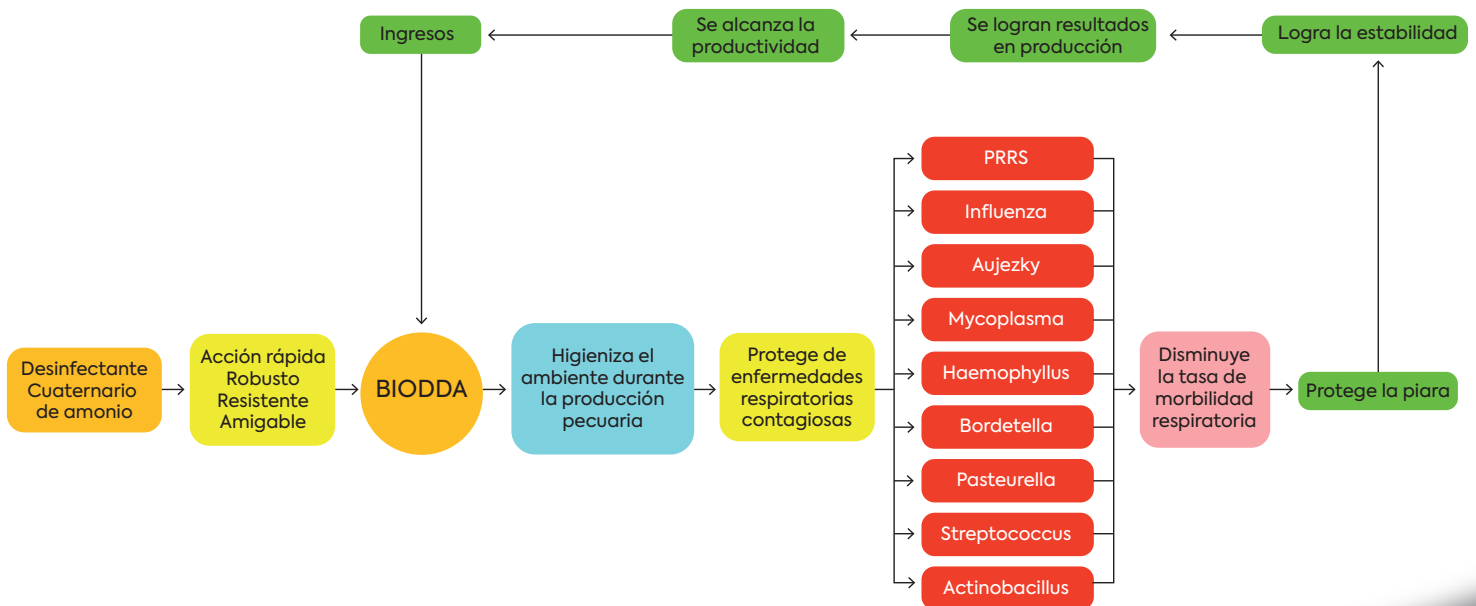 Ingresos
Se alcanza la
productividad
Se logran resultados
en producción
Logra la estabilidad
Desinfectante
Cuaternario
de amonio
Acción rápida
Robusto
Resistente
Amigable
BIODDA
Higieniza el
ambiente durante
la producción
pecuaria
Protege de
enfermedades
respiratorias
contagiosas
PRRS
Influenza
Aujezky
Mycoplasma
Haemophyllus
Bordetella
Pasteurella
Streptococcus
Actinobacillus
Disminuye
la tasa de
morbilidad
respiratoria
Protege la piara